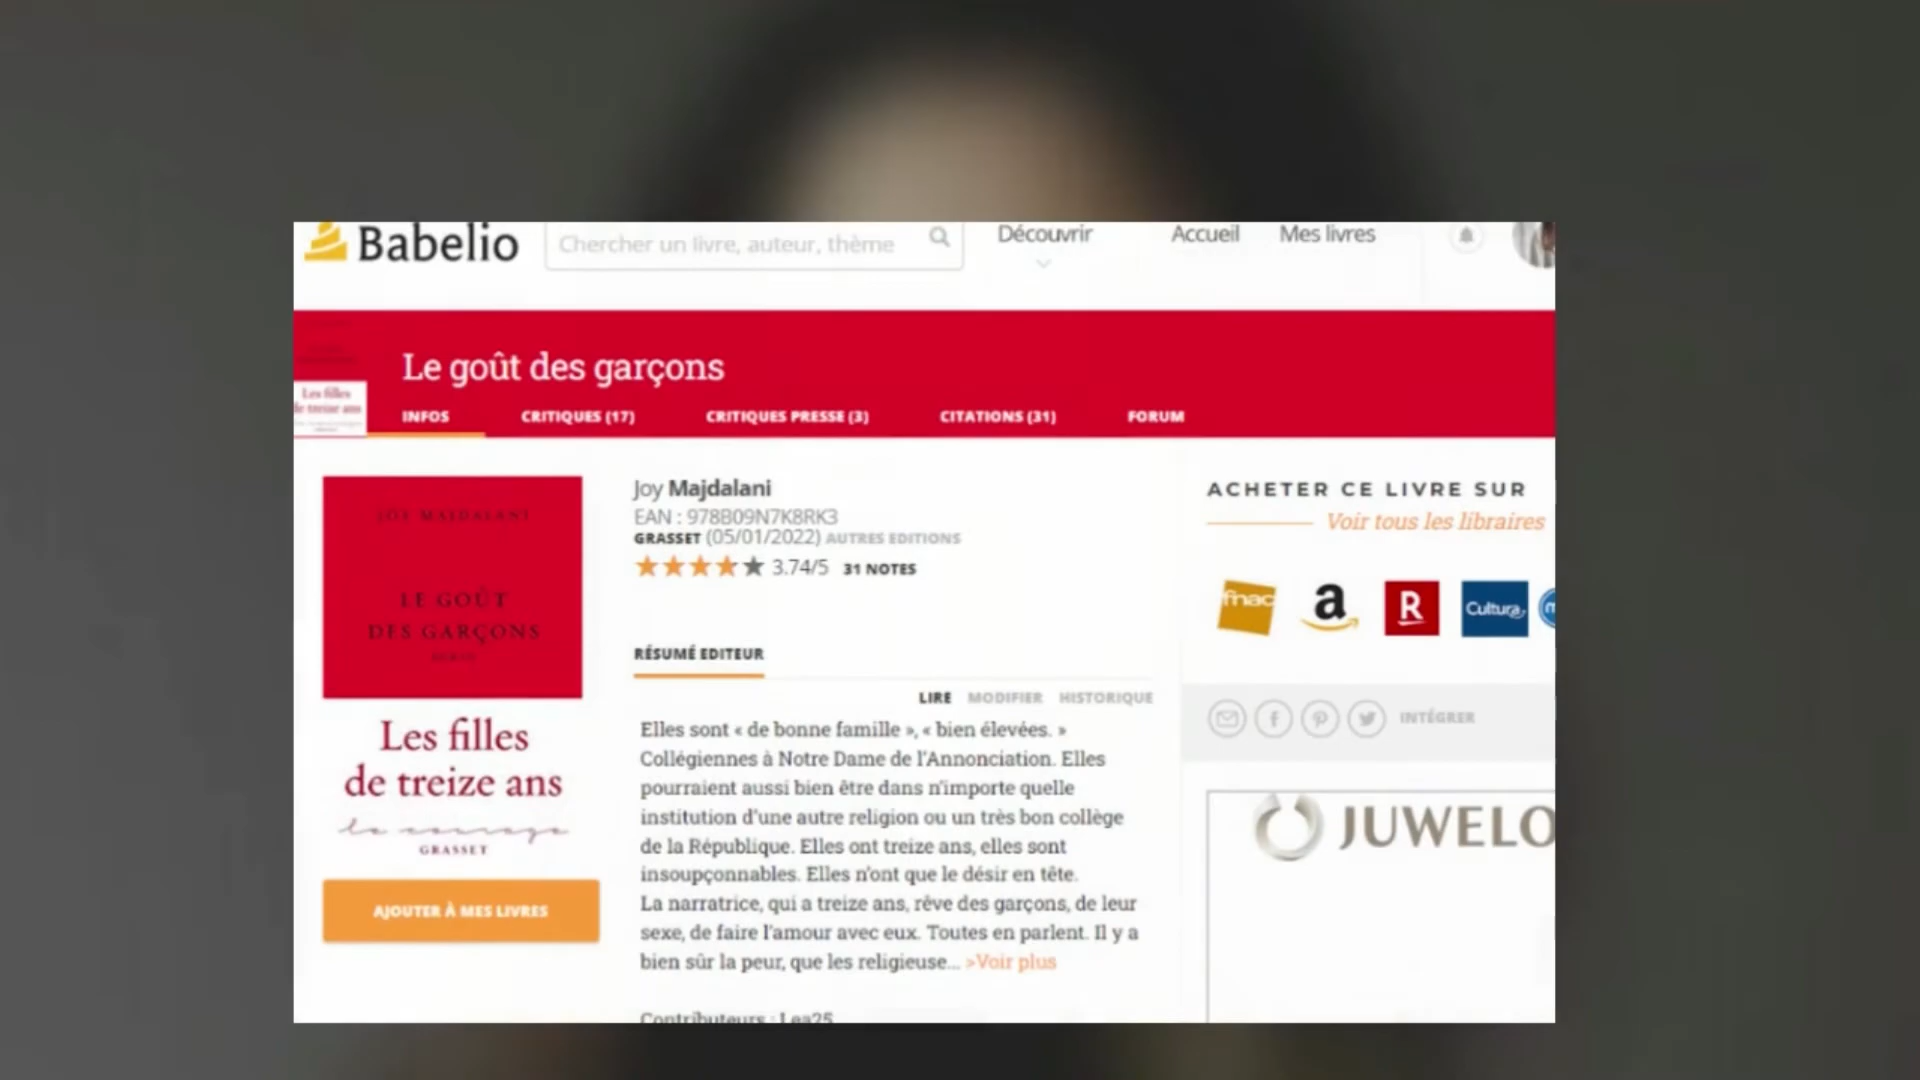 Babelio
Chercher un livre, auteur, thème
Découvrir
Accueil
Mes livres
Le goût des garçons
Les filles
de treize ans
INFOS
CRITIQUES (17)
CRITIQUES PRESSE (3)
CITATIONS (31)
FORUM
JOY MAJDALANI
LE GOÛT
DES GARÇONS
Les filles
de treize ans
GRASSET
AJOUTER À MES LIVRES
Joy Majdalani
EAN : 978B09N7K8RK3
GRASSET (05/01/2022) AUTRES EDITIONS
3.74/5 31 NOTES
RÉSUMÉ EDITEUR
LIRE MODIFIER HISTORIQUE
Elles sont « de bonne famille », « bien élevées. »
Collégiennes à Notre Dame de l'Annonciation. Elles
pourraient aussi bien être dans n'importe quelle
institution d'une autre religion ou un très bon collège
de la République. Elles ont treize ans, elles sont
insoupçonnables. Elles n'ont que le désir en tête.
La narratrice, qui a treize ans, rêve des garçons, de leur
sexe, de faire l'amour avec eux. Toutes en parlent. Il y a
bien sûr la peur, que les religieuse... >Voir plus
Contributeurs : Lea25
ACHETER CE LIVRE SUR
Voir tous les libraires
fnac
a
R
Cultura
INTÉGRER
JUWELO